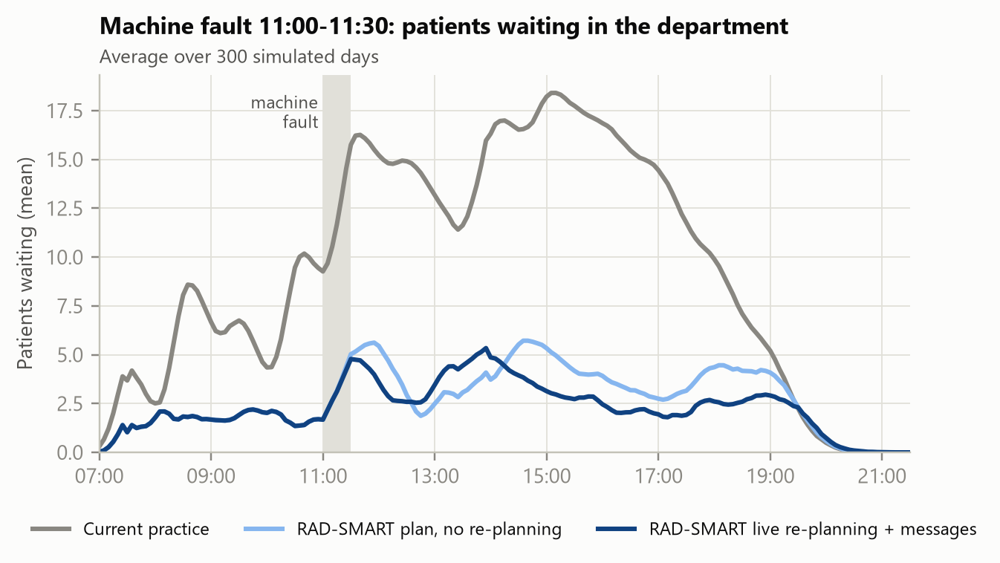 Machine fault 11:00-11:30: patients waiting in the department
Average over 300 simulated days
machine
fault
Patients waiting (mean)
17.5
15.0
12.5
10.0
7.5
5.0
2.5
0.0
07:00 09:00 11:00 13:00 15:00 17:00 19:00 21:00
Current practice RAD-SMART plan, no re-planning RAD-SMART live re-planning + messages